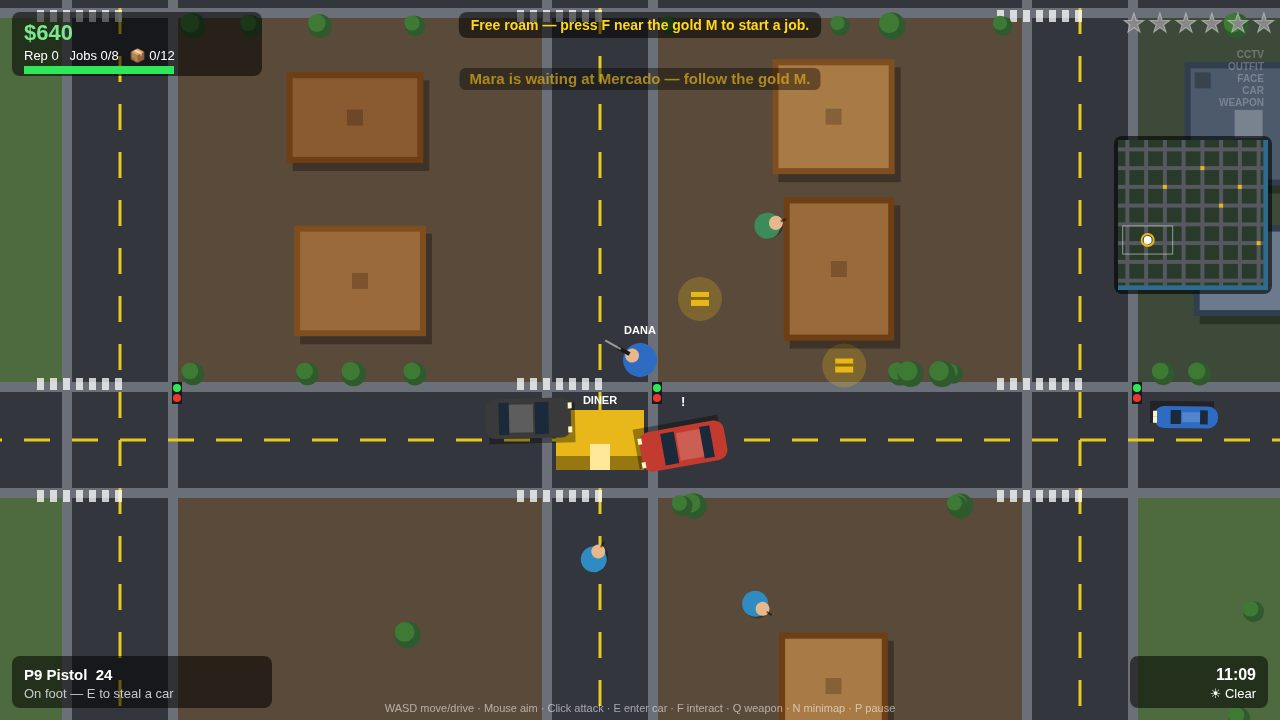 $640
Rep 0 Jobs 0/8 📦 0/12
Free roam — press F near the gold M to start a job.
Mara is waiting at Mercado — follow the gold M.
CCTV
OUTFIT
FACE
CAR
WEAPON
DANA
DINER
!
P9 Pistol 24
On foot — E to steal a car
WASD move/drive · Mouse aim · Click attack · E enter car · F interact · Q weapon · N minimap · P pause
11:09
☀ Clear